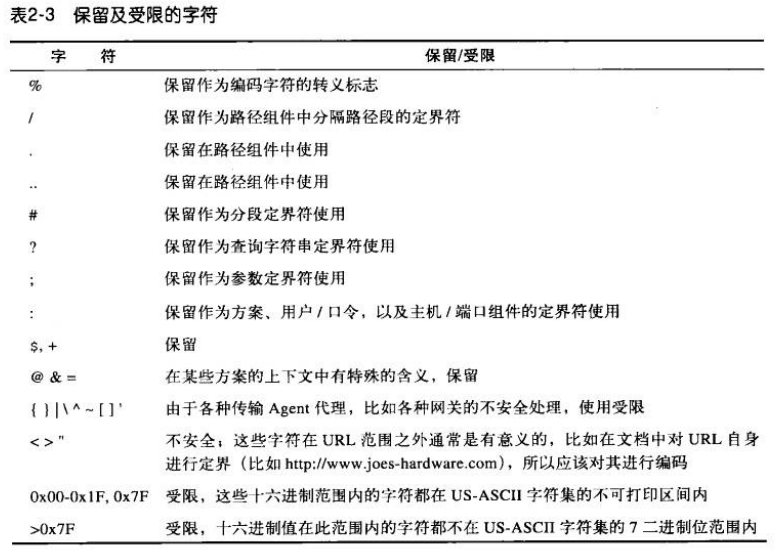 表2-3 保留及受限的字符
字 符 保留/受限
% 保留作为编码字符的转义标志
/ 保留作为路径组件中分隔路径段的定界符
. 保留在路径组件中使用
.. 保留在路径组件中使用
# 保留作为分段定界符使用
? 保留作为查询字符串定界符使用
; 保留作为参数定界符使用
: 保留作为方案、用户 / 口令，以及主机 / 端口组件的定界符使用
$, + 保留
@ & = 在某些方案的上下文中有特殊的含义，保留
{ } | \ ^ ~ [ ] ' 由于各种传输 Agent 代理，比如各种网关的不安全处理，使用受限
< > " 不安全；这些字符在 URL 范围之外通常是有意义的，比如在文档中对 URL 自身
进行定界（比如 http://www.joes-hardware.com），所以应该对其进行编码
0x00-0x1F, 0x7F 受限，这些十六进制范围内的字符都在 US-ASCII 字符集的不可打印区间内
>0x7F 受限，十六进制值在此范围内的字符都不在 US-ASCII 字符集的 7 二进制位范围内